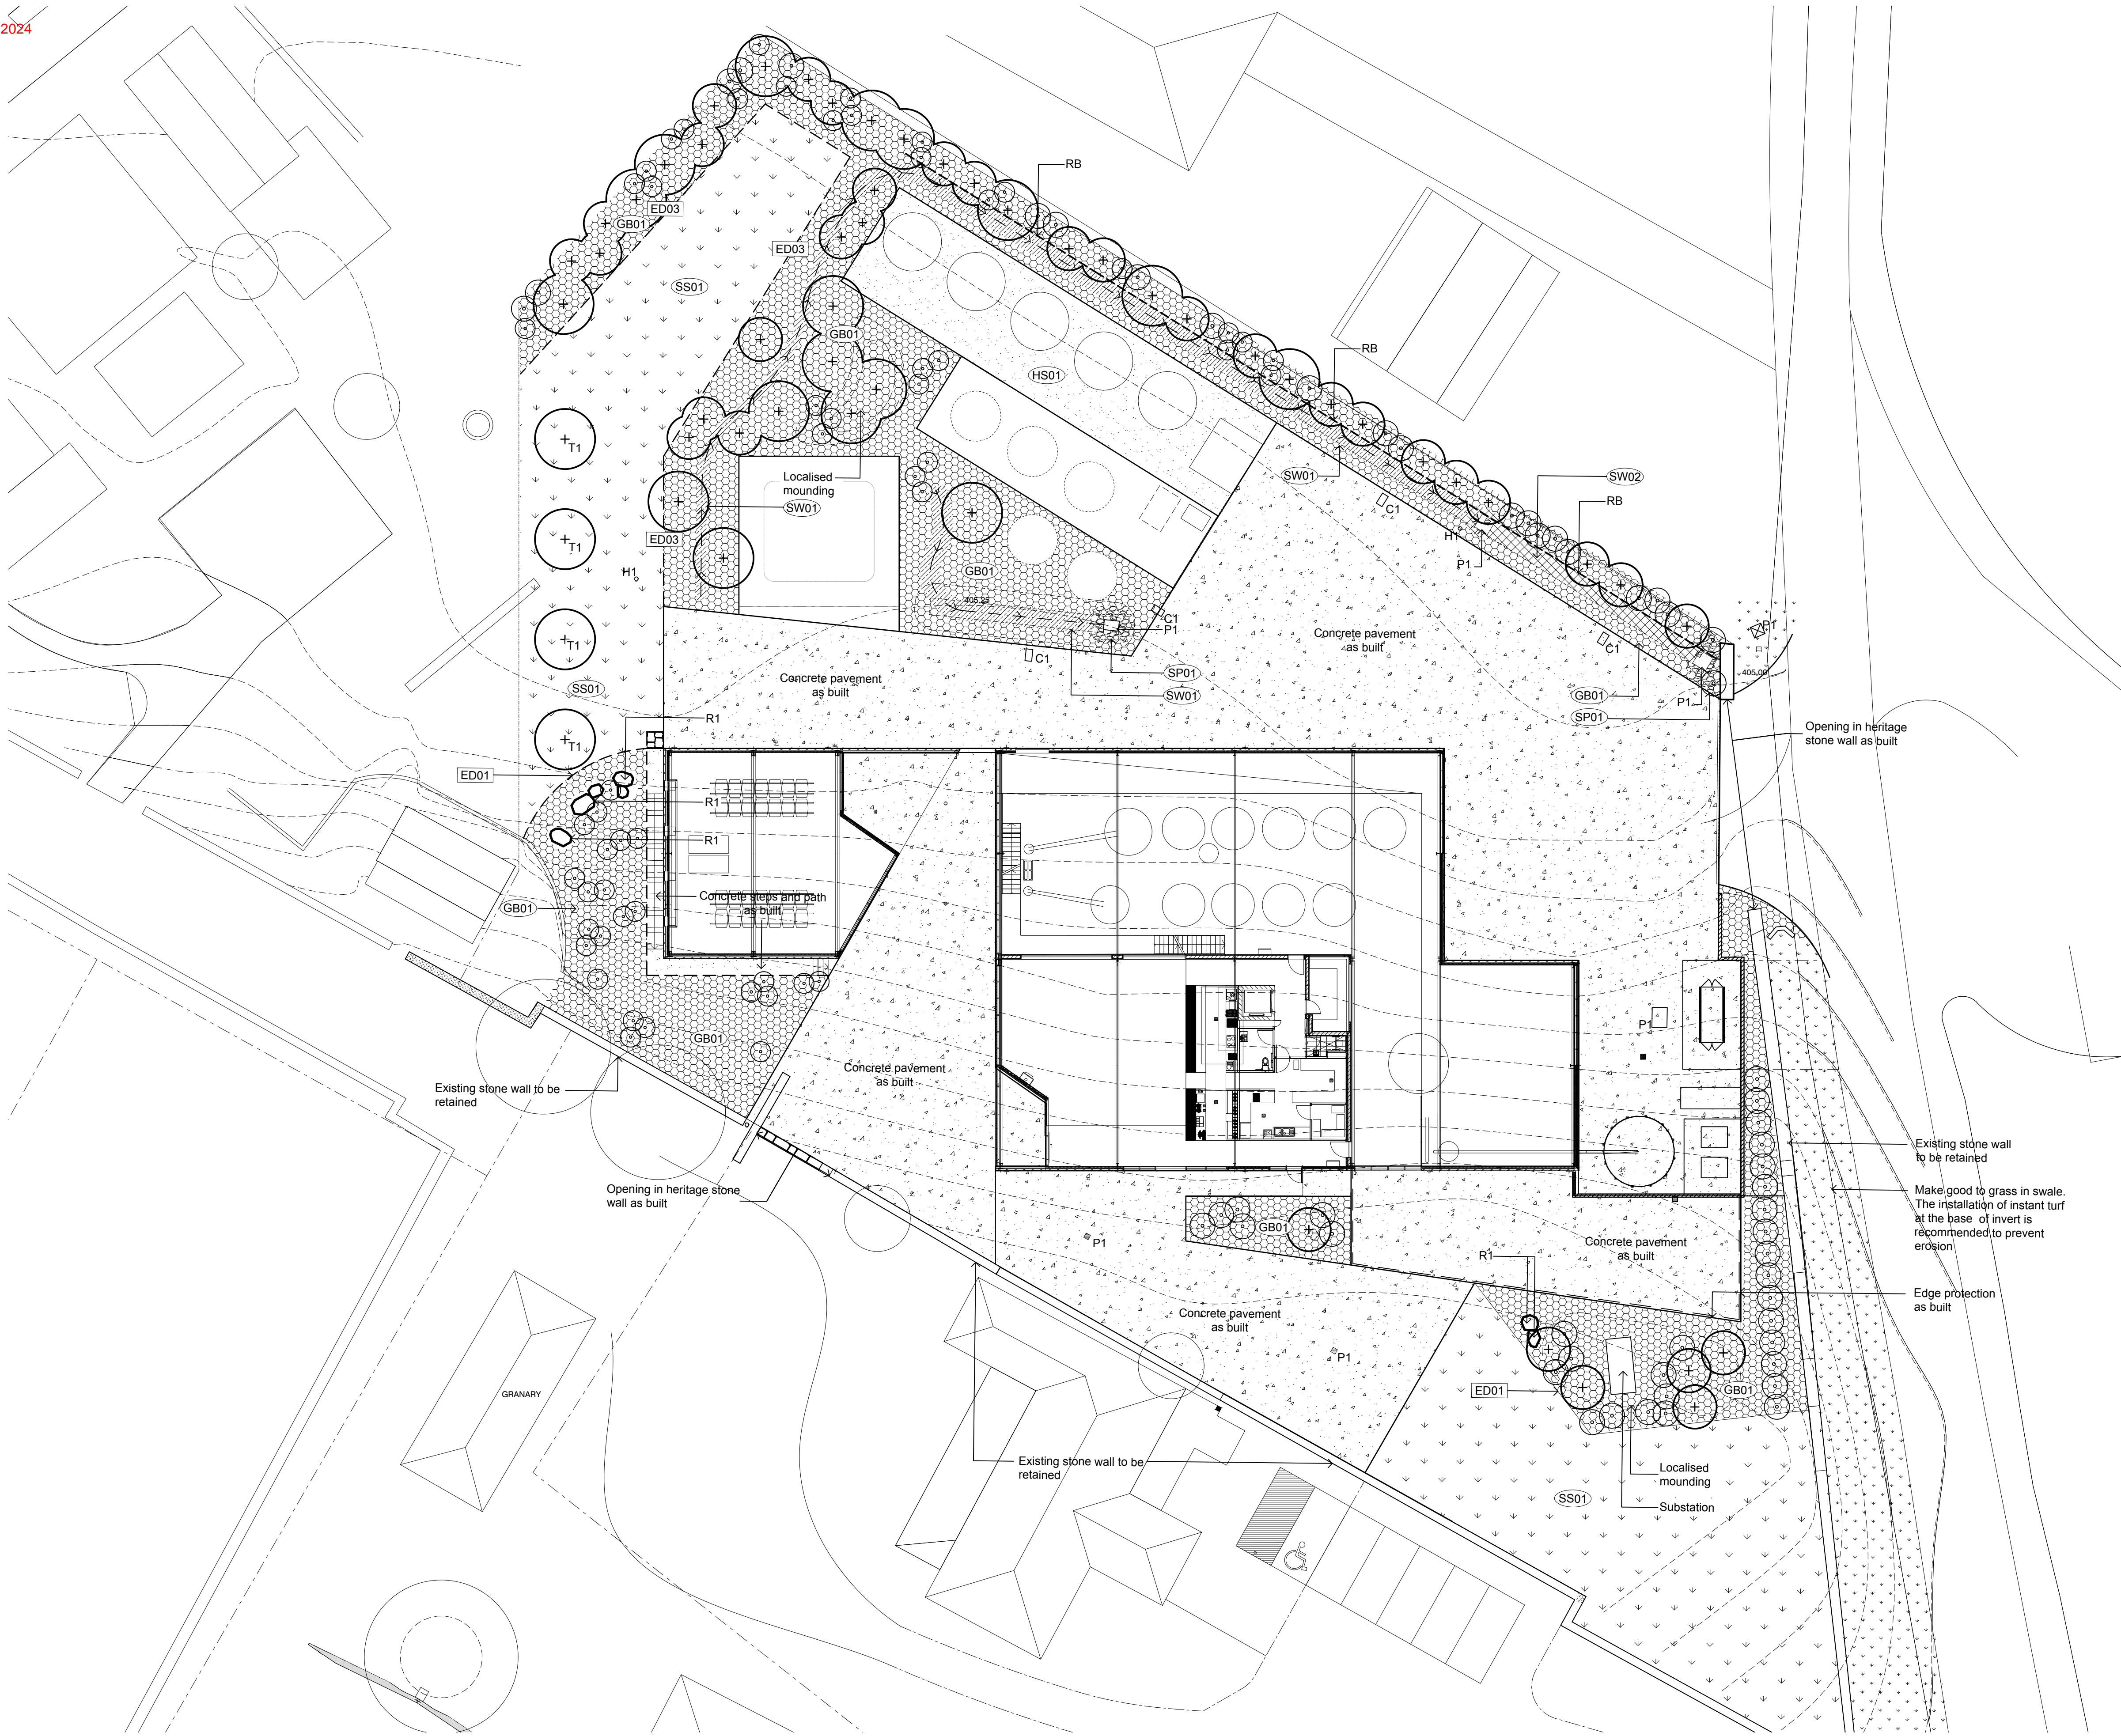 2024
RB
ED03
GB01
ED03
SS01
GB01
RB
HS01
T1
Localised
mounding
SW01
SW01
SW02
RB
C1
T1
ED03
H1
H1
P1
GB01
405.25
C1
P1
P1
Concrete pavement
as built
C1
C1
T1
SP01
405.00
Concrete pavement
as built
SS01
SW01
GB01
P1
SP01
R1
Opening in heritage
stone wall as built
T1
ED01
R1
R1
Concrete steps and path
as built
GB01
P1
GB01
Concrete pavement
as built
Existing stone wall to be
retained
Existing stone wall
to be retained
Opening in heritage stone
wall as built
Make good to grass in swale.
The installation of instant turf
at the base of invert is
recommended to prevent
erosion
GB01
P1
Concrete pavement
as built
R1
Edge protection
as built
Concrete pavement
as built
P1
GRANARY
ED01
GB01
Existing stone wall to be
retained
Localised
mounding
SS01
Substation